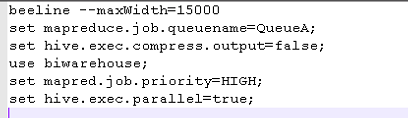 beeline --maxWidth=15000
set mapreduce.job.queuename=QueueA;
set hive.exec.compress.output=false;
use biwarehouse;
set mapred.job.priority=HIGH;
set hive.exec.parallel=true;